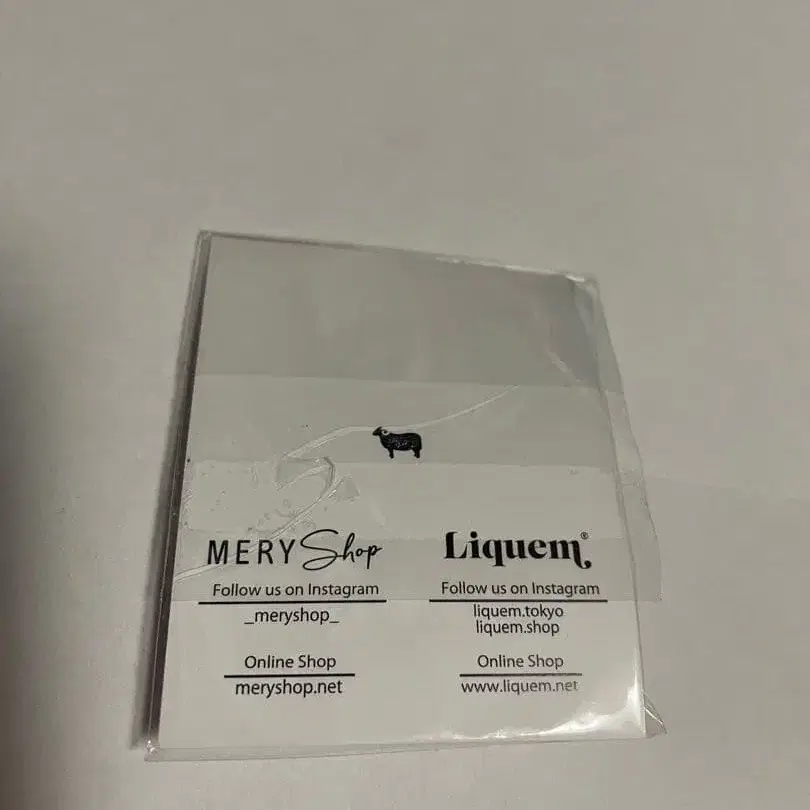 MERY Shop
Follow us on Instagram
_meryshop_
Online Shop
meryshop.net
Liquem®
Follow us on Instagram
liquem.tokyo
liquem.shop
Online Shop
www.liquem.net